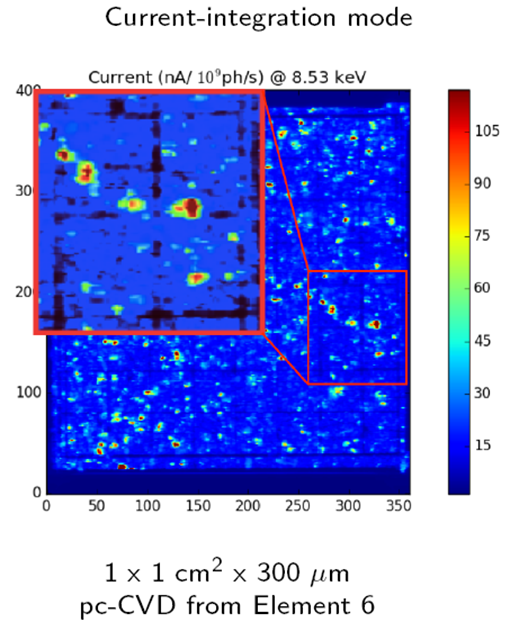 Current-integration mode
Current (nA/ 10⁹ph/s) @ 8.53 keV
400
300
200
100
0
0 50 100 150 200 250 300 350
105
90
75
60
45
30
15
1 x 1 cm² x 300 μm
pc-CVD from Element 6